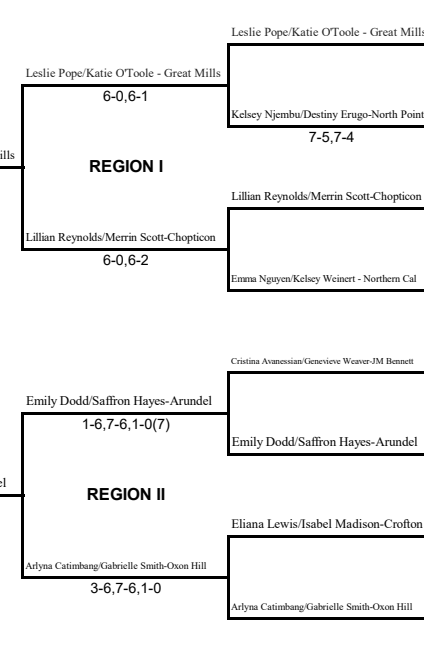 Leslie Pope/Katie O'Toole - Great Mills
Leslie Pope/Katie O'Toole - Great Mills
6-0,6-1
Kelsey Njembu/Destiny Erugo-North Point
7-5,7-4
ills
REGION I
Lillian Reynolds/Merrin Scott-Chopticon
Lillian Reynolds/Merrin Scott-Chopticon
6-0,6-2
Emma Nguyen/Kelsey Weinert - Northern Cal
Cristina Avanessian/Genevieve Weaver-JM Bennett
Emily Dodd/Saffron Hayes-Arundel
1-6,7-6,1-0(7)
Emily Dodd/Saffron Hayes-Arundel
el
REGION II
Eliana Lewis/Isabel Madison-Crofton
Arlyna Catimbang/Gabrielle Smith-Oxon Hill
3-6,7-6,1-0
Arlyna Catimbang/Gabrielle Smith-Oxon Hill